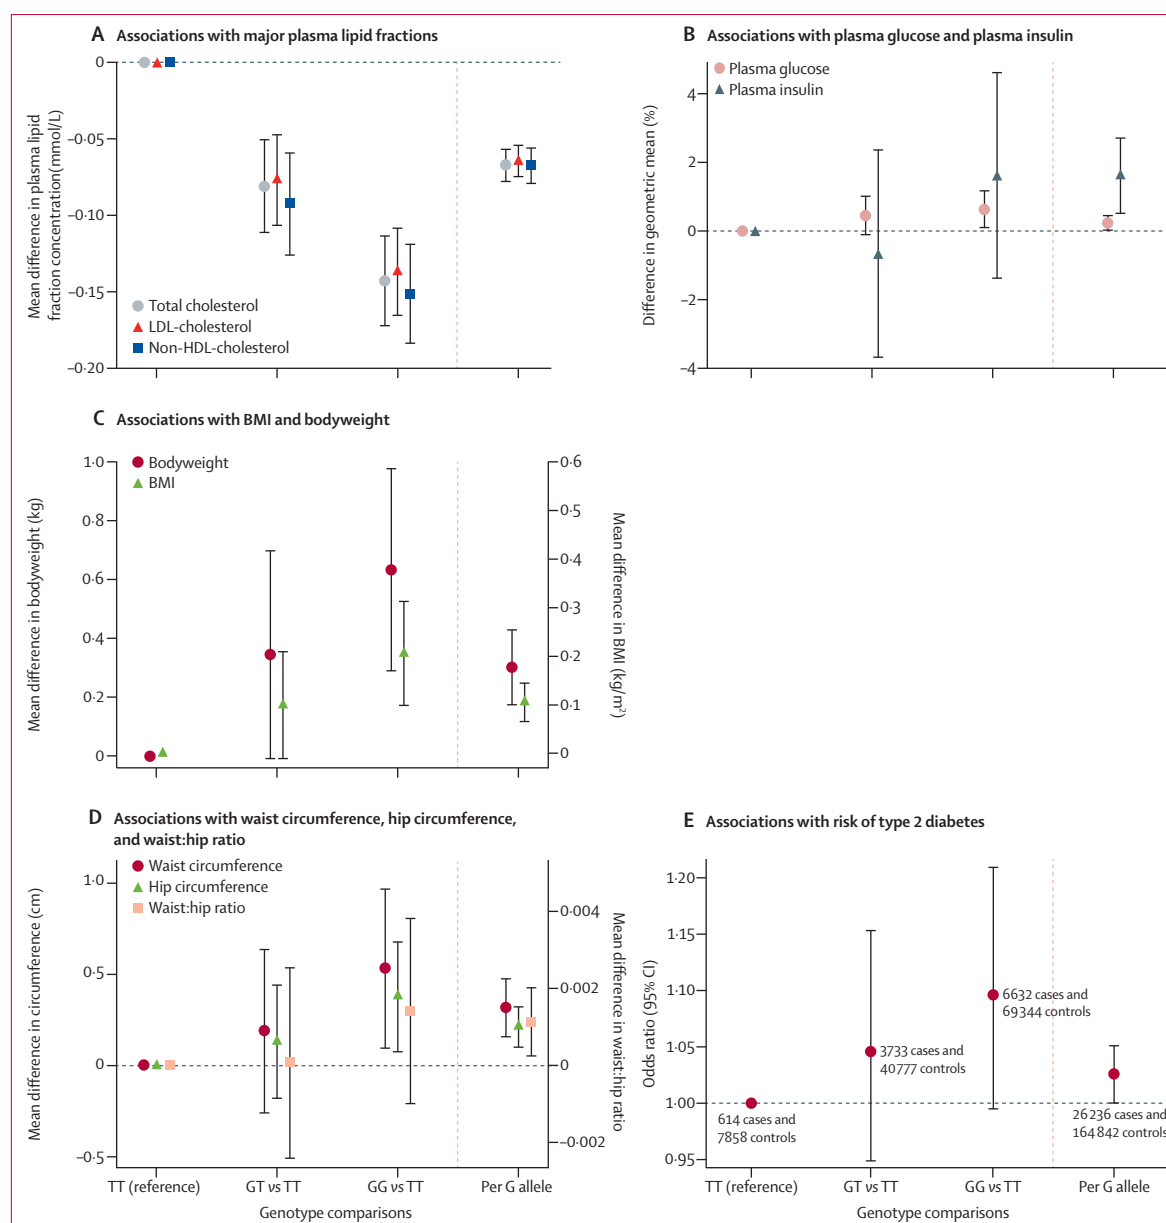 A Associations with major plasma lipid fractions
Mean difference in plasma lipid
fraction concentration(mmol/L)
0
–0·05
–0·10
–0·15
–0·20
Total cholesterol
LDL-cholesterol
Non-HDL-cholesterol
B Associations with plasma glucose and plasma insulin
Difference in geometric mean (%)
4
2
0
–2
–4
Plasma glucose
Plasma insulin
C Associations with BMI and bodyweight
Mean difference in bodyweight (kg)
1·0
0·8
0·6
0·4
0·2
0
Bodyweight
BMI
0·6
0·5
0·4
0·3
0·2
0·1
0
Mean difference in BMI (kg/m²)
D Associations with waist circumference, hip circumference,
and waist:hip ratio
Mean difference in circumference (cm)
1·0
0·5
0
–0·5
Waist circumference
Hip circumference
Waist:hip ratio
0·004
0·002
0
–0·002
Mean difference in waist:hip ratio
TT (reference)
GT vs TT
GG vs TT
Per G allele
Genotype comparisons
E Associations with risk of type 2 diabetes
Odds ratio (95% CI)
1·20
1·15
1·10
1·05
1·00
0·95
614 cases and
7858 controls
3733 cases and
40777 controls
6632 cases and
69344 controls
26236 cases and
164842 controls
TT (reference)
GT vs TT
GG vs TT
Per G allele
Genotype comparisons